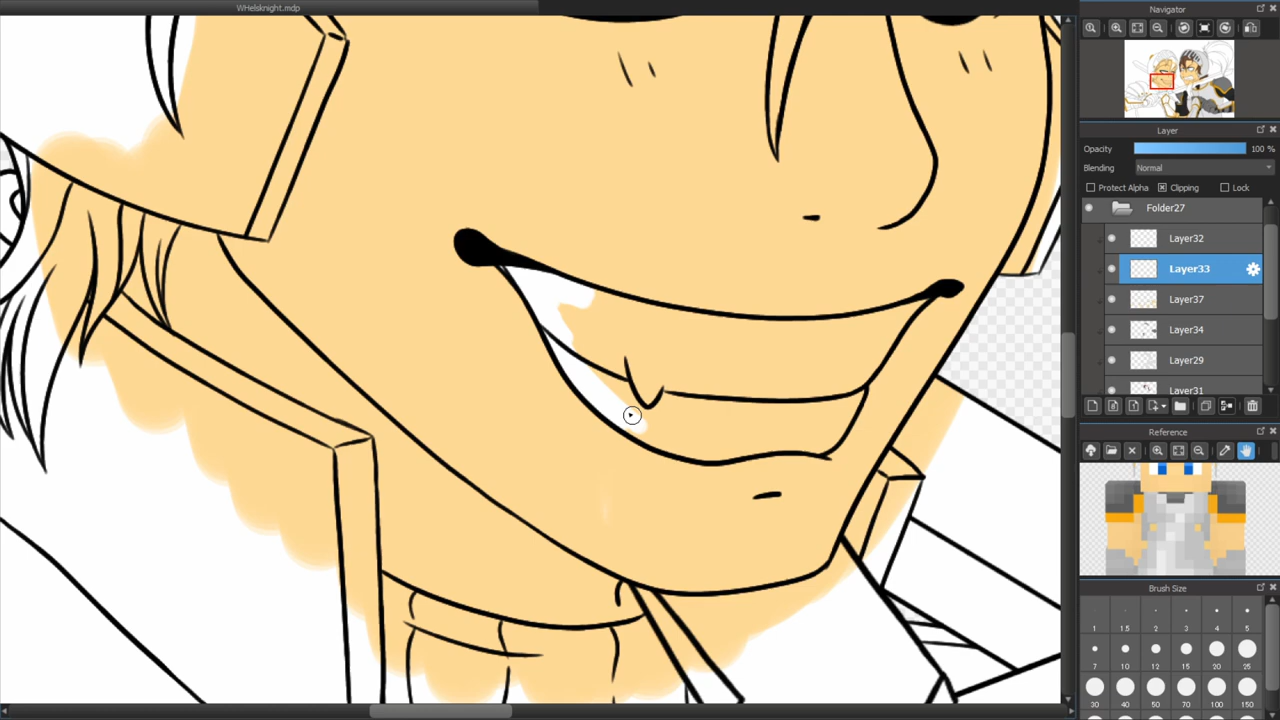 WHelsknight.mdp
Navigator
Layer
Opacity 100 %
Blending Normal
Protect Alpha Clipping Lock
Folder27
Layer32
Layer33
Layer37
Layer34
Layer29
Layer31
Reference
Brush Size
1 1.5 2 3 4 5
7 10 12 15 20 25
30 40 50 70 100 150